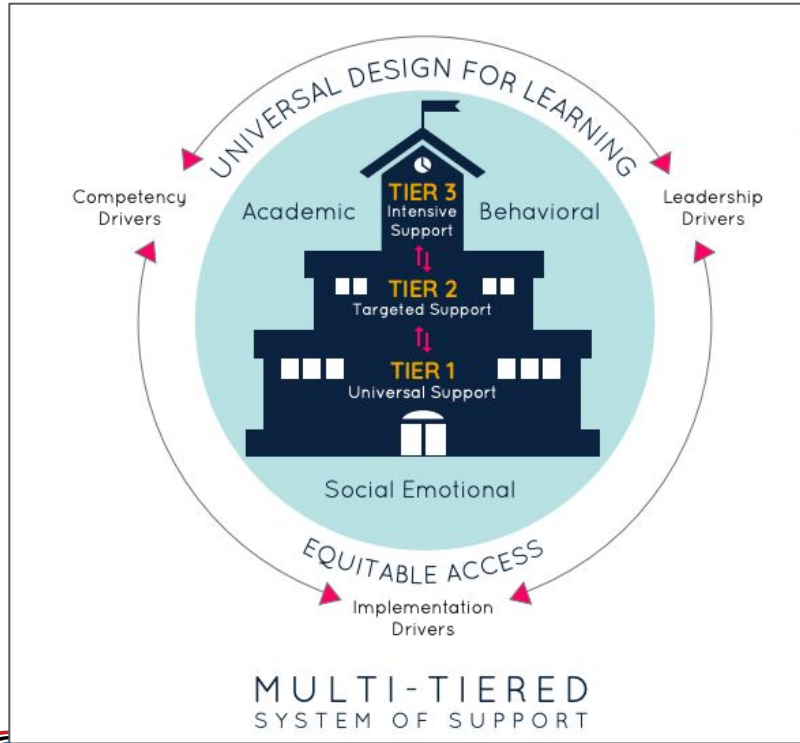 UNIVERSAL DESIGN FOR LEARNING
Competency
Drivers
Leadership
Drivers
Academic
Behavioral
TIER 3
Intensive
Support
TIER 2
Targeted Support
TIER 1
Universal Support
Social Emotional
EQUITABLE ACCESS
Implementation
Drivers
MULTI-TIERED
SYSTEM OF SUPPORT